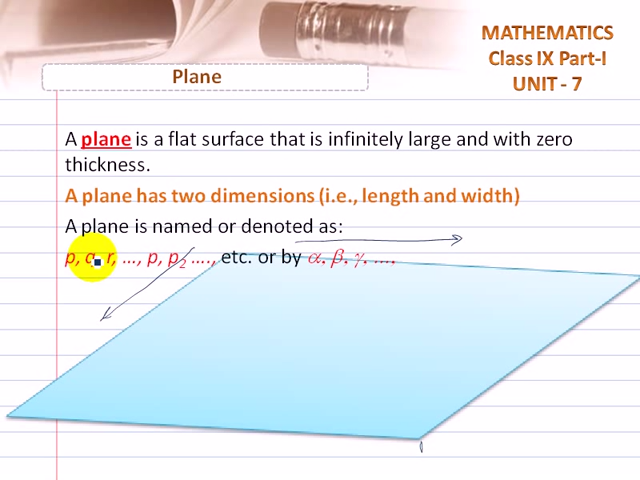 MATHEMATICS
Class IX Part-I
UNIT - 7
Plane
A plane is a flat surface that is infinitely large and with zero
thickness.
A plane has two dimensions (i.e., length and width)
A plane is named or denoted as:
p, q, r, ..., p, p₂ ...., etc. or by α, β, γ, ....,